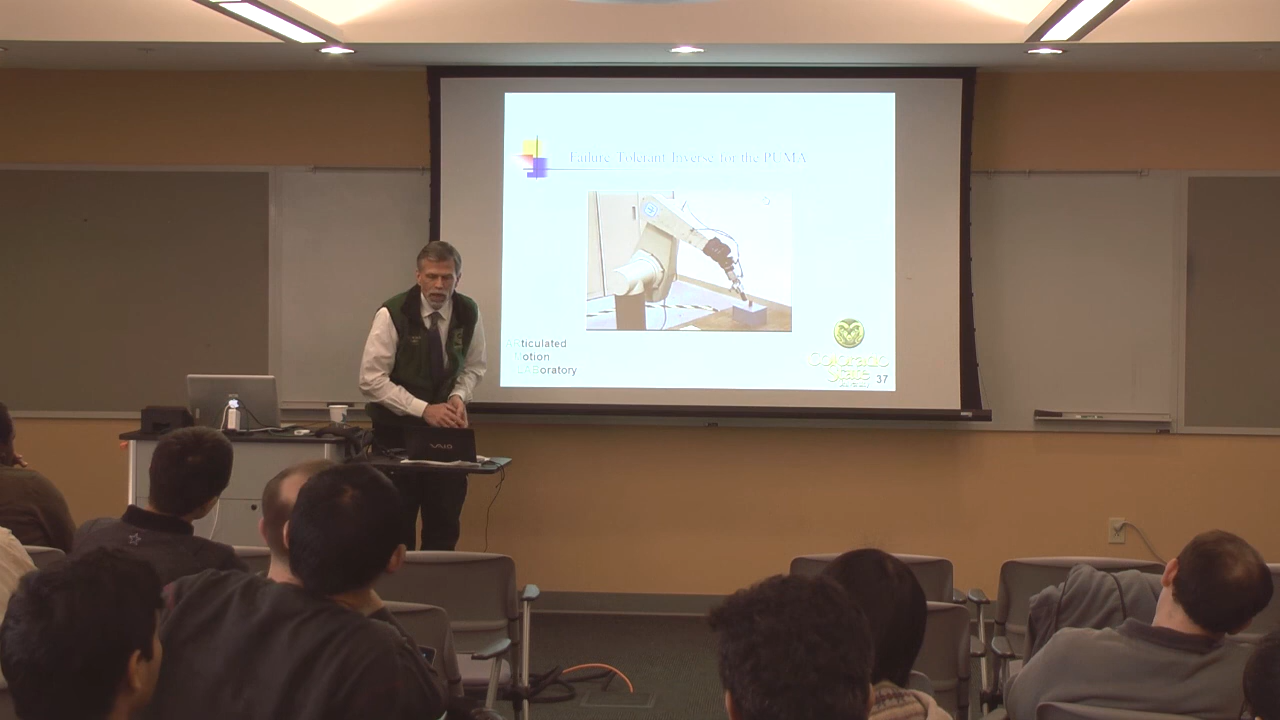 Failure Tolerant Inverse for the PUMA
ARticulated
Motion
LABoratory
Colorado
State
37
VAIO